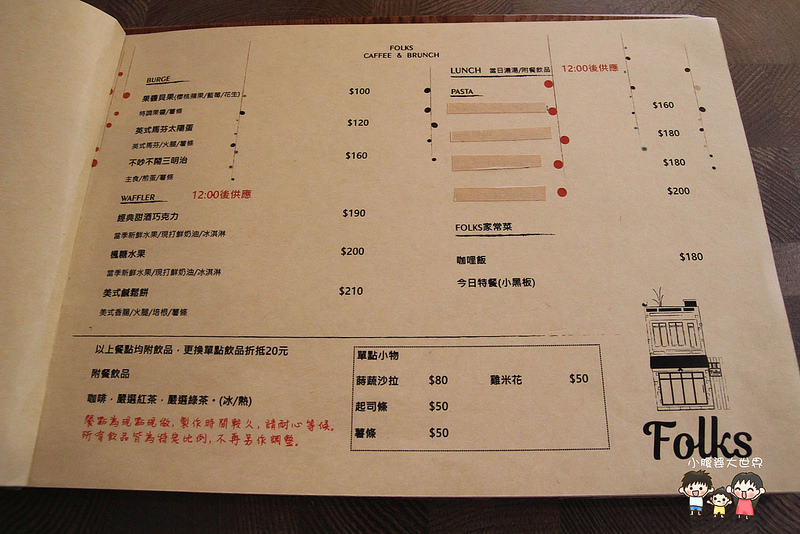 FOLKS
CAFFEE & BRUNCH
BURGE
果醬貝果(櫻桃蘋果/藍莓/花生) $100
特調果醬/薯條
英式馬芬太陽蛋 $120
英式馬芬/火腿/薯條
不吵不鬧三明治 $160
主食/煎蛋/薯條
WAFFLER 12:00後供應
經典甜酒巧克力 $190
當季新鮮水果/現打鮮奶油/冰淇淋
楓糖水果 $200
當季新鮮水果/現打鮮奶油/冰淇淋
美式鹹鬆餅 $210
美式香腸/火腿/培根/薯條
LUNCH 當日濃湯/附餐飲品 12:00後供應
PASTA
$160
$180
$180
$200
FOLKS家常菜
咖哩飯 $180
今日特餐(小黑板)
以上餐點均附飲品，更換單點飲品折抵20元
附餐飲品
咖啡．嚴選紅茶．嚴選綠茶。(冰/熱)
餐點為現點現做,製作時間較久,請耐心等候。
所有飲品皆為特定比例,不再另作調整。
單點小物
蒔蔬沙拉 $80 雞米花 $50
起司條 $50
薯條 $50
Folks
小腹婆大世界